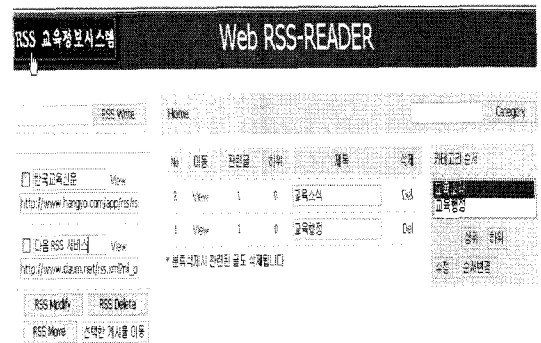 RSS 교육정보시스템
Web RSS-READER
RSS Write
Home
Category
No 이동 관련글 하위 제목 삭제
2 View 1 0 교육소식 Del
1 View 1 0 교육행정 Del
* 분류삭제시 관련된 글도 삭제됩니다
카테고리 순서
교육소식
교육행정
상위 하위
수정 순서변경
한국교육신문 View
http://www.hangyo.com/app/rss/rs
다음 RSS 서비스 View
http://www.daum.net/rss.xml?nil_g
RSS Modify RSS Delete
RSS Move 선택한 게시물 이동